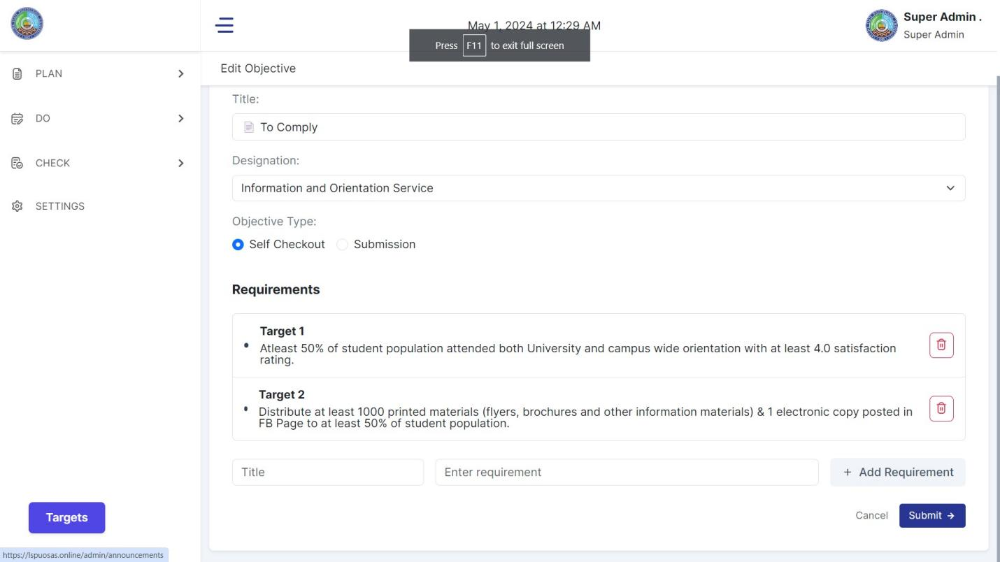 Super Admin .
May 1, 2024 at 12:29 AM
Super Admin
Press F11 to exit full screen
PLAN
Edit Objective
Title:
DO
To Comply
Designation:
CHECK
Information and Orientation Service
SETTINGS
Objective Type:
Self Checkout
Submission
Requirements
Target 1
Atleast 50% of student population attended both University and campus wide orientation with at least 4.0 satisfaction
rating.
Target 2
Distribute at least 1000 printed materials (flyers, brochures and other information materials) & 1 electronic copy posted in
FB Page to at least 50% of student population.
Title
Enter requirement
+ Add Requirement
Targets
Cancel
Submit →
https://lspuosas.online/admin/announcements